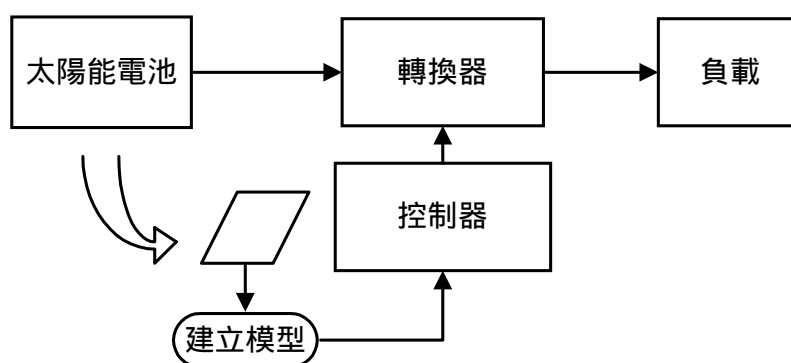 太陽能電池
轉換器
負載
控制器
建立模型